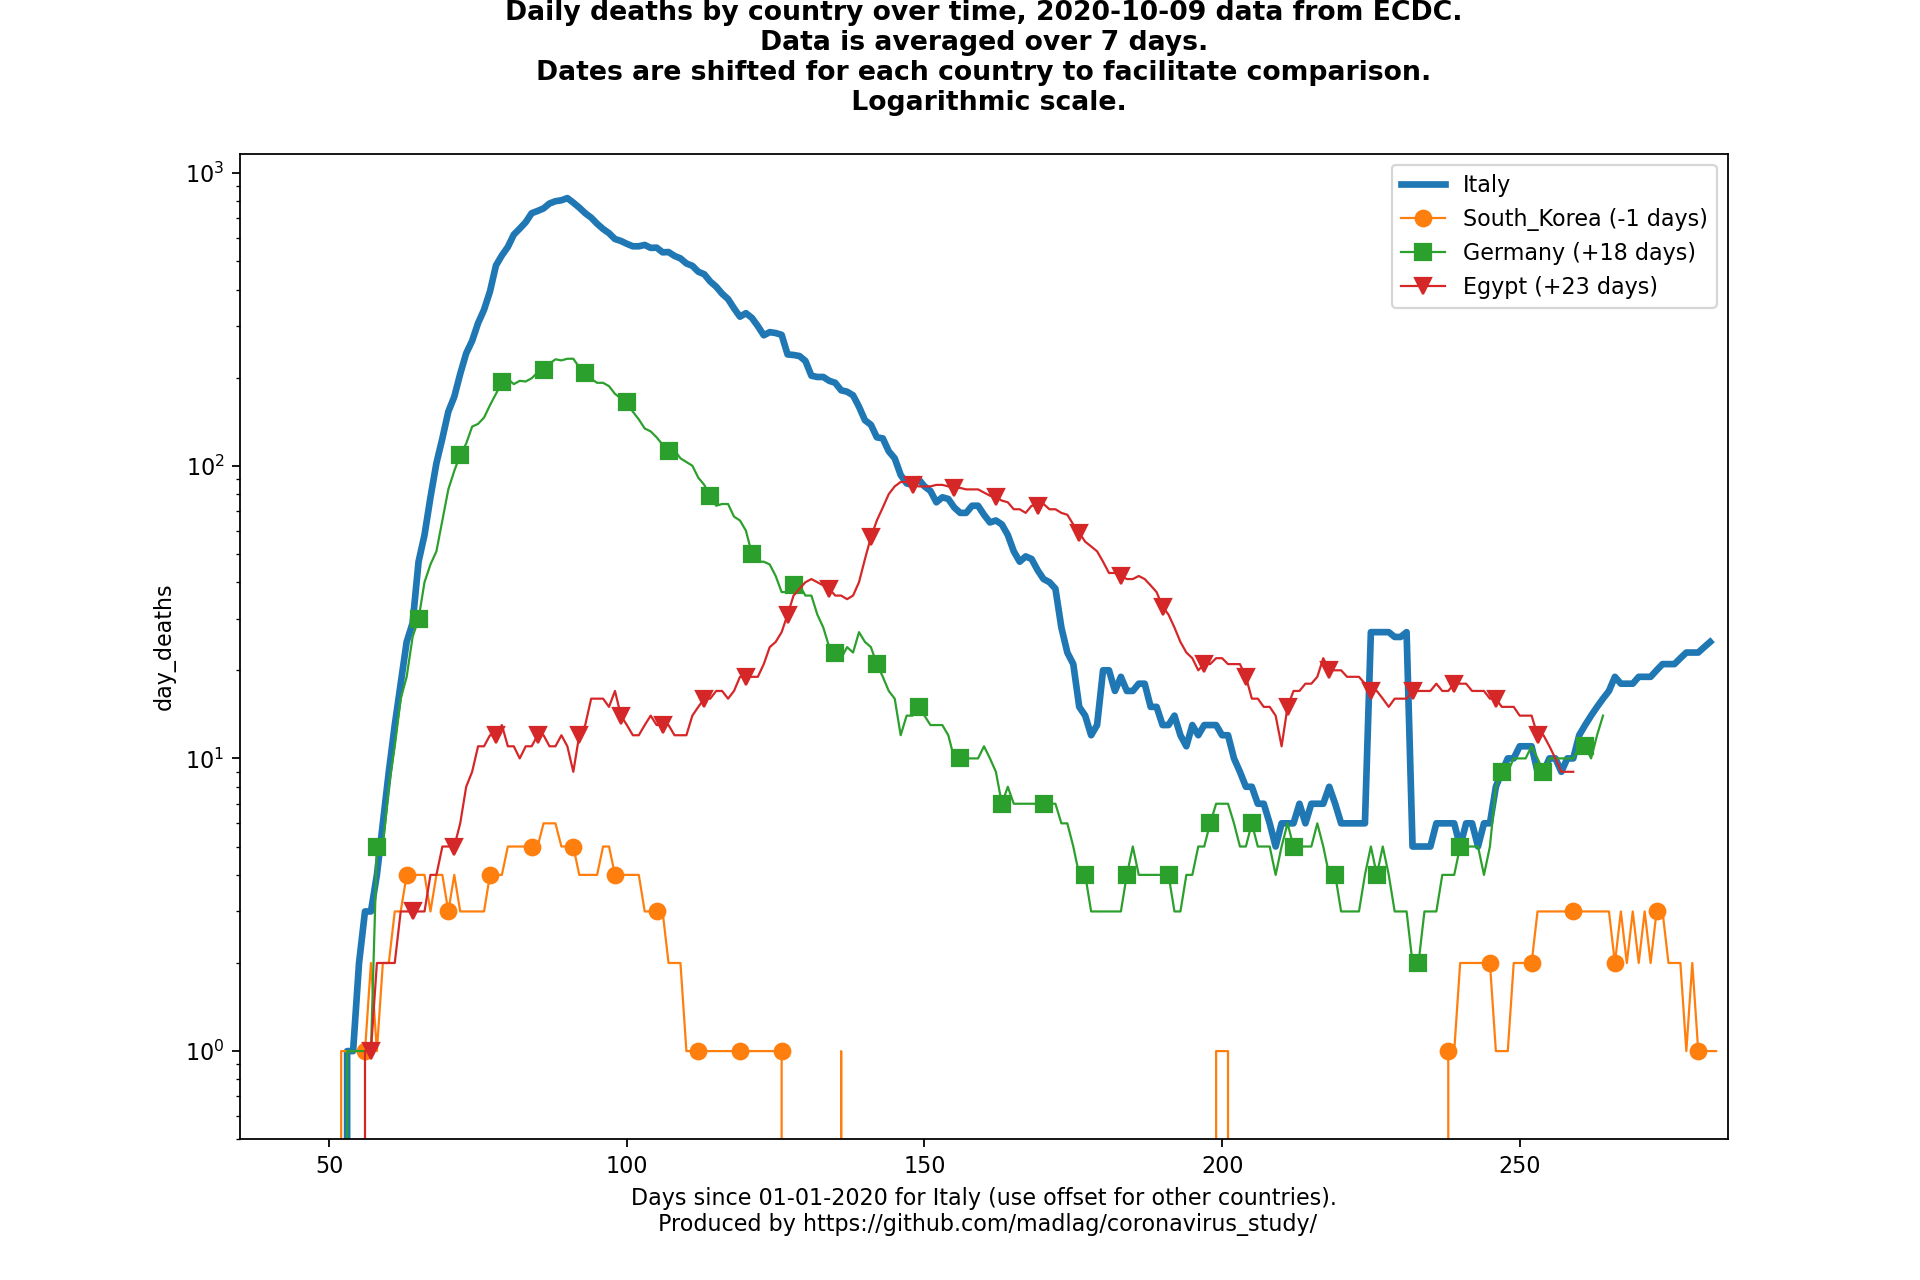 Daily deaths by country over time, 2020-10-09 data from ECDC.
Data is averaged over 7 days.
Dates are shifted for each country to facilitate comparison.
Logarithmic scale.
10³
10²
10¹
10⁰
day_deaths
Italy
South_Korea (-1 days)
Germany (+18 days)
Egypt (+23 days)
50 100 150 200 250
Days since 01-01-2020 for Italy (use offset for other countries).
Produced by https://github.com/madlag/coronavirus_study/